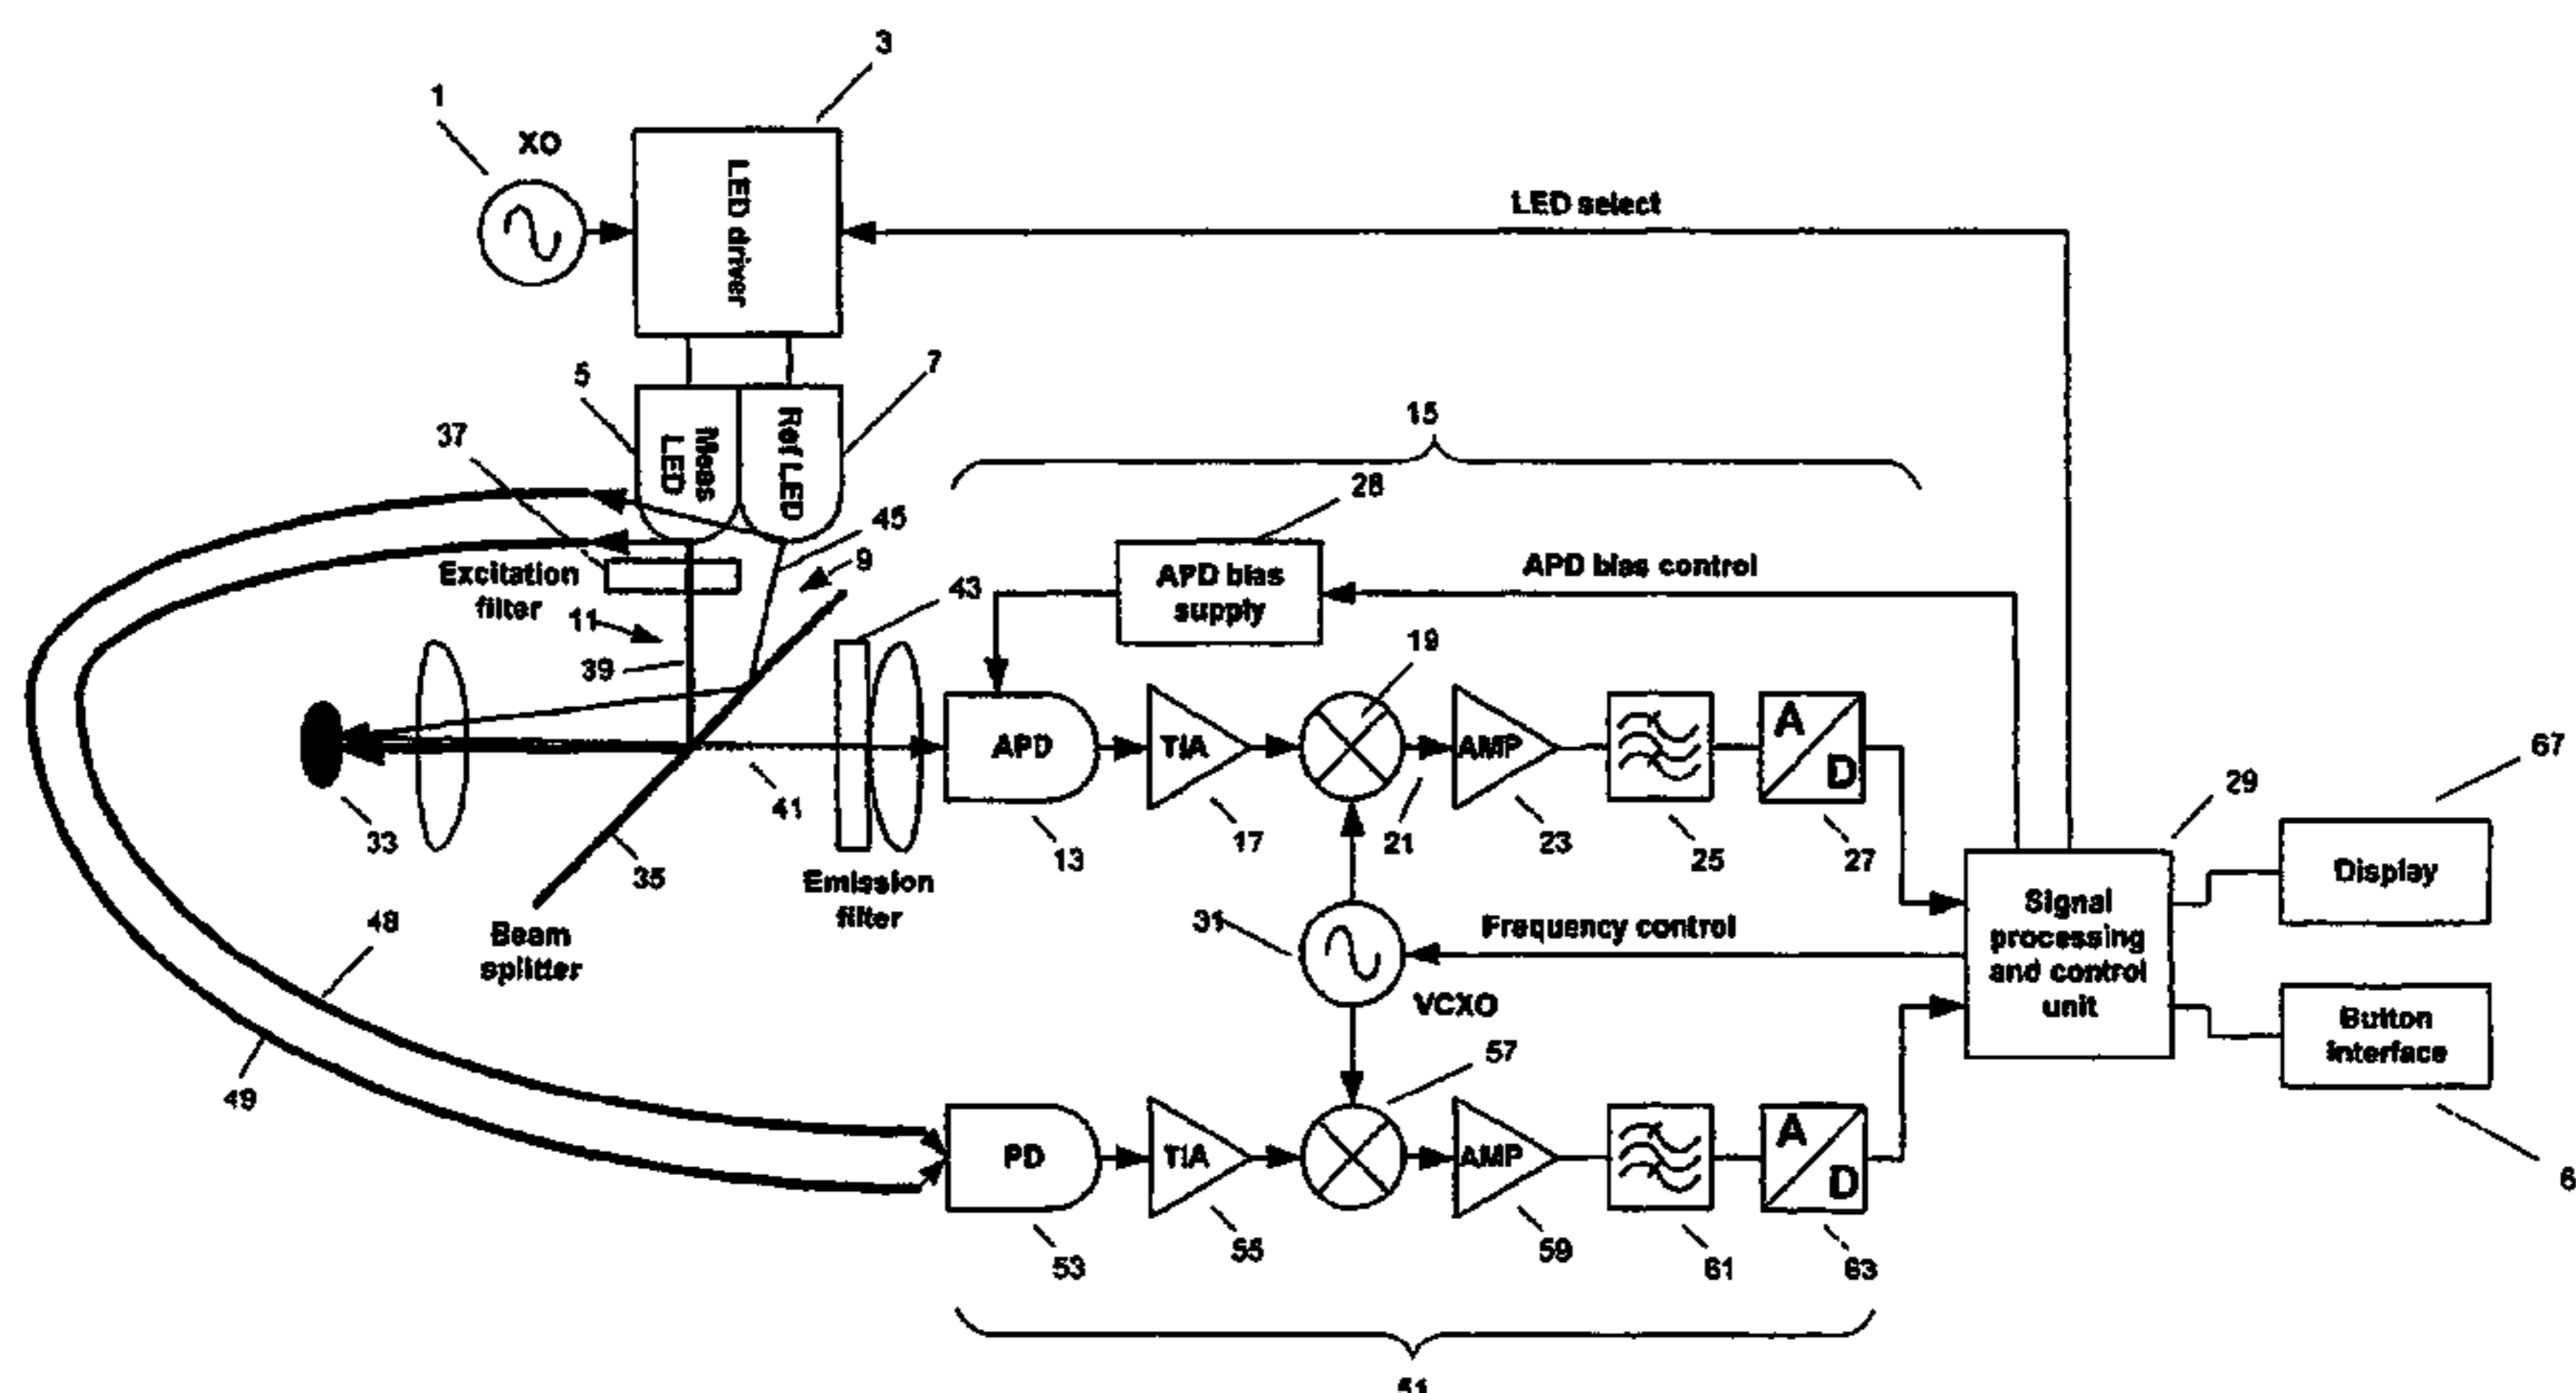 3
1
XO
LED driver
LED select
5
7
37
Meas
LED
Ref LED
15
28
45
9
Excitation
filter
43
APD bias
supply
APD bias control
11
19
39
APD
TIA
AMP
A
D
67
29
41
33
13
17
21
23
25
27
35
Display
Emission
filter
Signal
processing
and control
unit
48
31
Frequency control
Beam
splitter
VCXO
Button
interface
57
49
PD
TIA
AMP
A
D
53
55
59
61
63
51